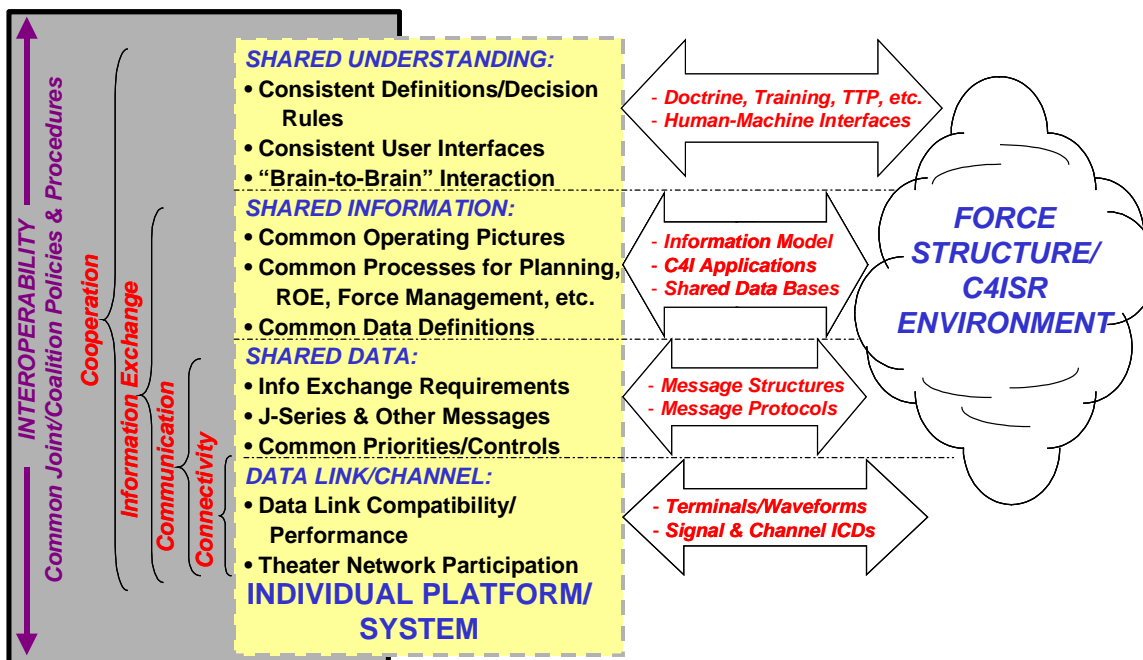 INTEROPERABILITY
Common Joint/Coalition Policies & Procedures
Cooperation
Information Exchange
Communication
Connectivity
SHARED UNDERSTANDING:
• Consistent Definitions/Decision
Rules
• Consistent User Interfaces
• “Brain-to-Brain” Interaction
SHARED INFORMATION:
• Common Operating Pictures
• Common Processes for Planning,
ROE, Force Management, etc.
• Common Data Definitions
SHARED DATA:
• Info Exchange Requirements
• J-Series & Other Messages
• Common Priorities/Controls
DATA LINK/CHANNEL:
• Data Link Compatibility/
Performance
• Theater Network Participation
INDIVIDUAL PLATFORM/
SYSTEM
- Doctrine, Training, TTP, etc.
- Human-Machine Interfaces
- Information Model
- C4I Applications
- Shared Data Bases
- Message Structures
- Message Protocols
- Terminals/Waveforms
- Signal & Channel ICDs
FORCE
STRUCTURE/
C4ISR
ENVIRONMENT